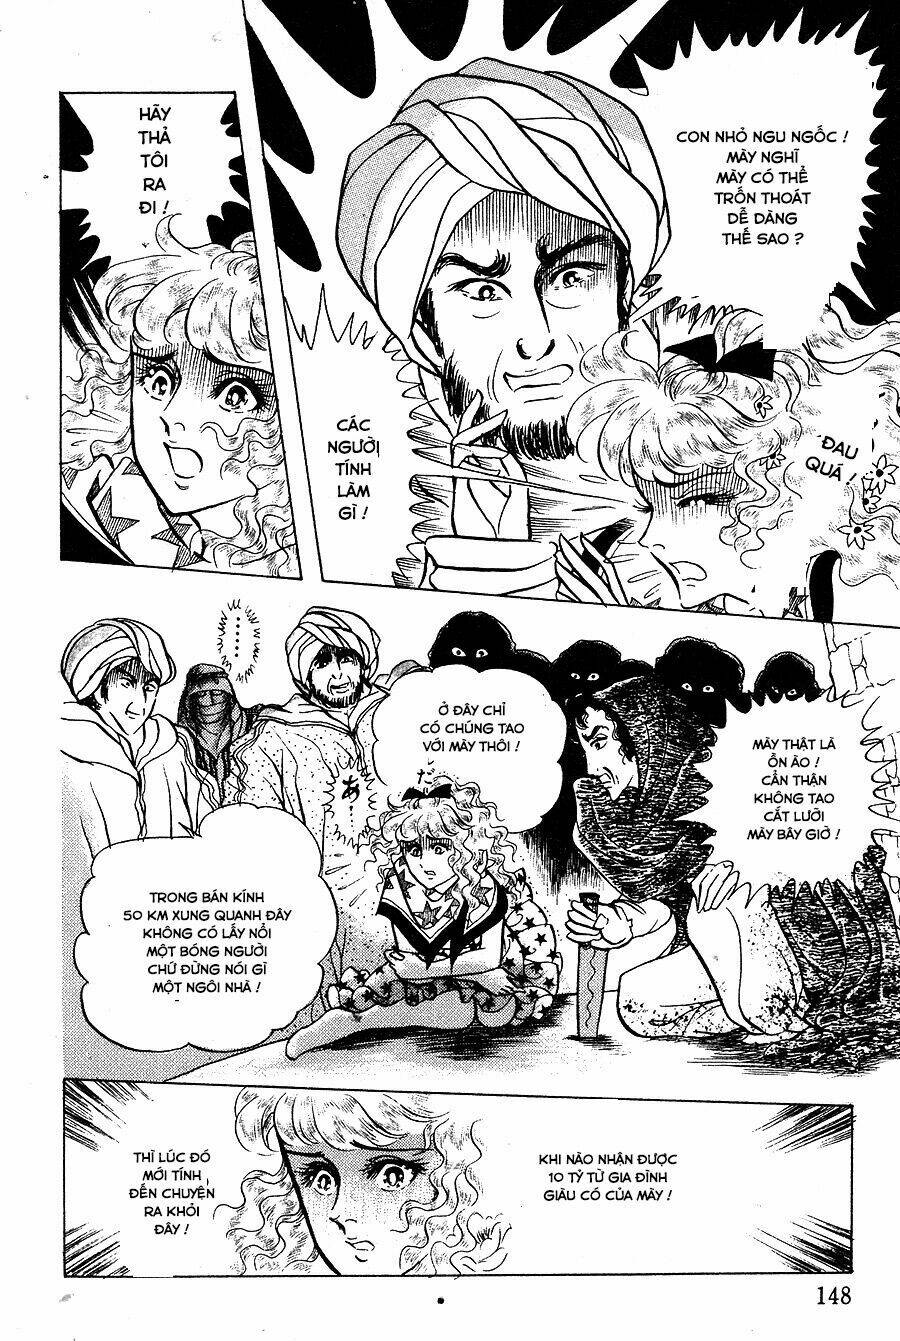 HÃY
THẢ
TÔI
RA
ĐI !
CON NHỎ NGU NGỐC !
MÀY NGHĨ
MÀY CÓ THỂ
TRỐN THOÁT
DỄ DÀNG
THẾ SAO ?
CÁC
NGƯỜI
TÍNH
LÀM
GÌ !
ĐAU
QUÁ !
Ở ĐÂY CHỈ
CÓ CHÚNG TAO
VỚI MÀY THÔI !
MÀY THẬT LÀ
ỒN ÀO !
CẨN THẬN
KHÔNG TAO
CẮT LƯỠI
MÀY BÂY GIỜ !
TRONG BÁN KÍNH
50 KM XUNG QUANH ĐÂY
KHÔNG CÓ LẤY NỔI
MỘT BÓNG NGƯỜI
CHỨ ĐỪNG NÓI GÌ
MỘT NGÔI NHÀ !
THÌ LÚC ĐÓ
MỚI TÍNH
ĐẾN CHUYỆN
RA KHỎI
ĐÂY !
KHI NÀO NHẬN ĐƯỢC
10 TỶ TỪ GIA ĐÌNH
GIÀU CÓ CỦA MÀY !
148